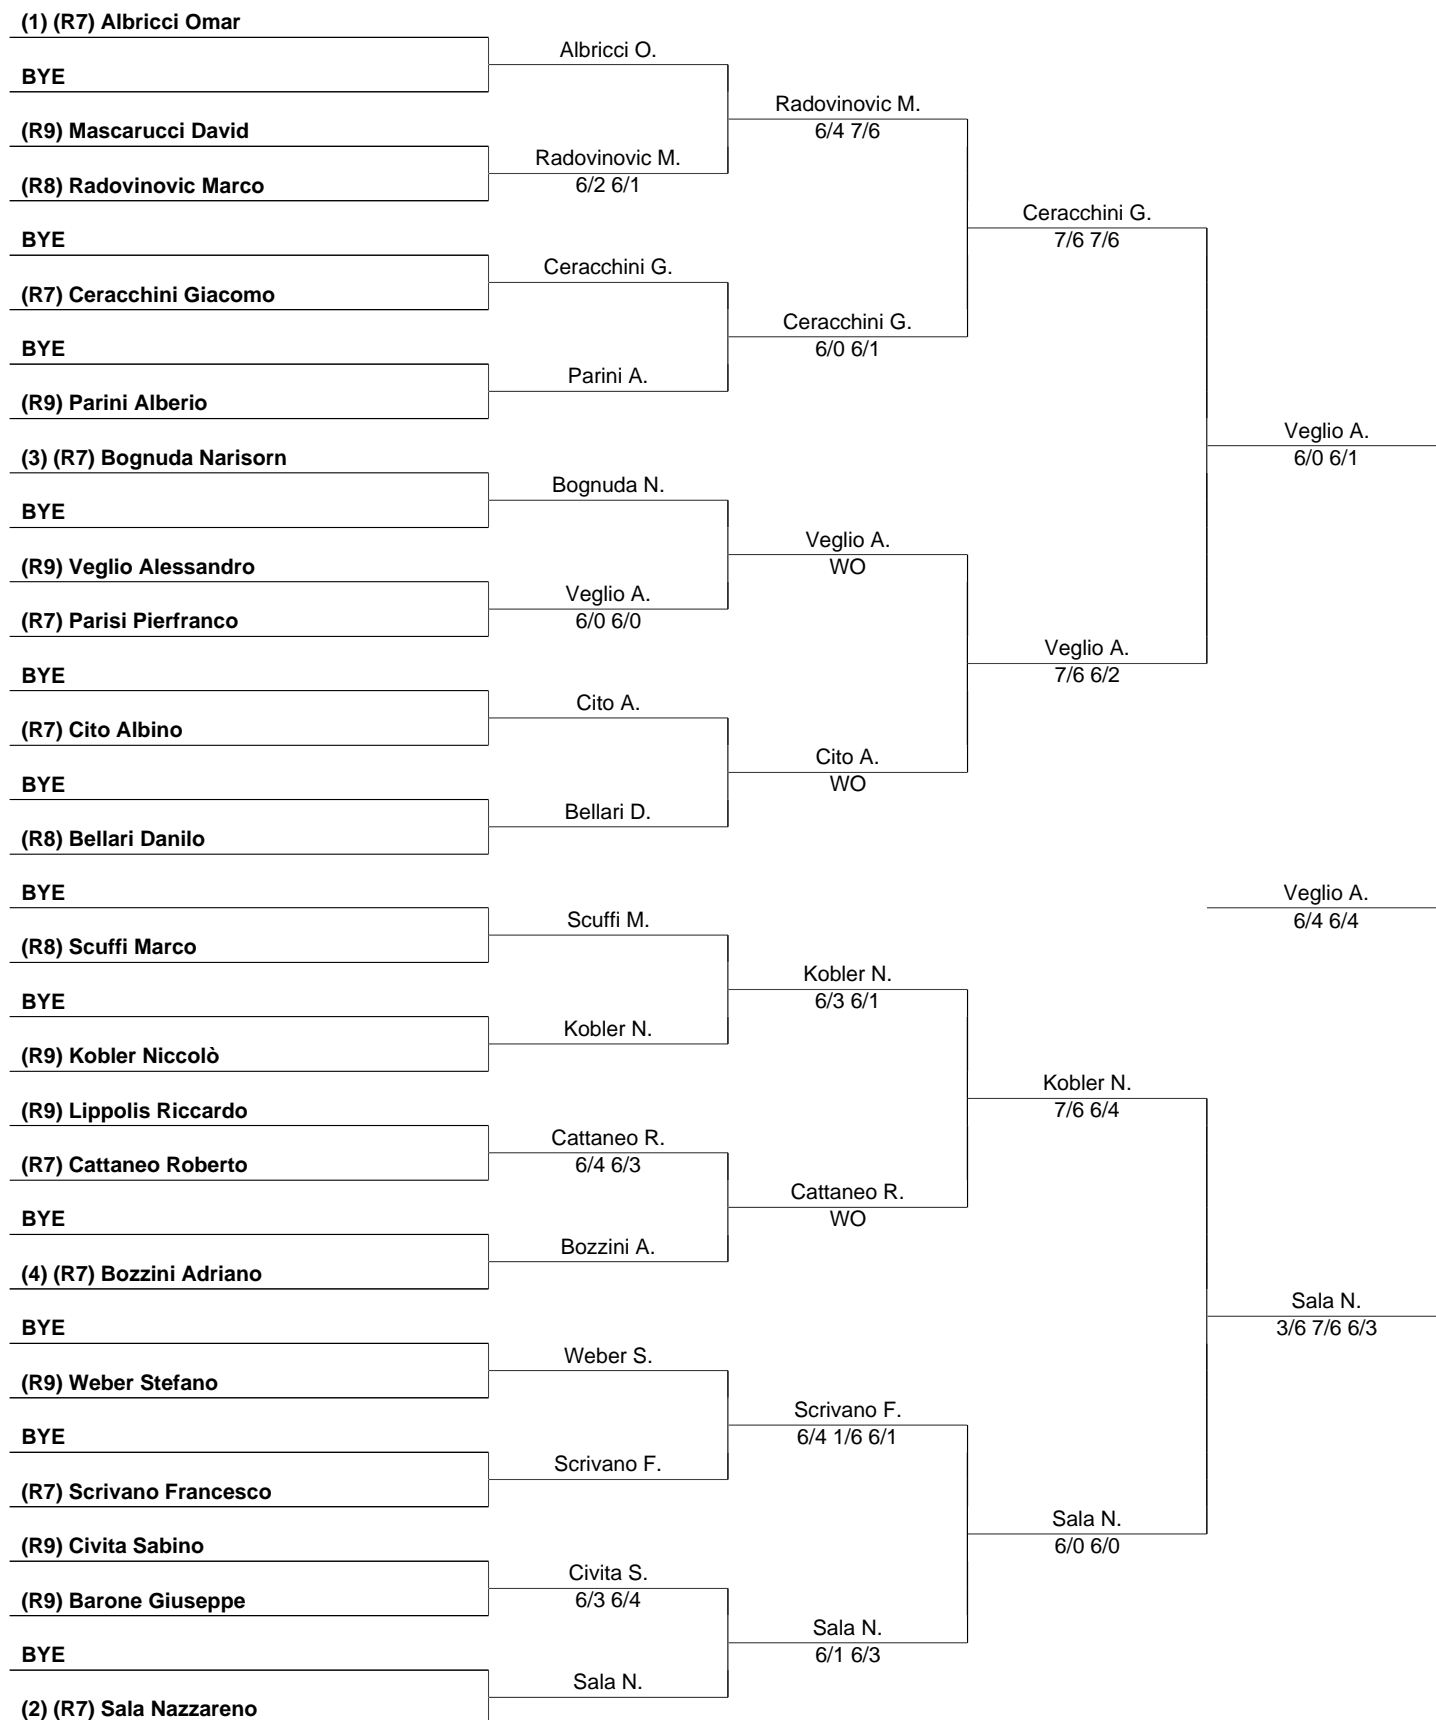 (1) (R7) Albricci Omar
BYE
(R9) Mascarucci David
(R8) Radovinovic Marco
BYE
(R7) Ceracchini Giacomo
BYE
(R9) Parini Alberio
(3) (R7) Bognuda Narisorn
BYE
(R9) Veglio Alessandro
(R7) Parisi Pierfranco
BYE
(R7) Cito Albino
BYE
(R8) Bellari Danilo
BYE
(R8) Scuffi Marco
BYE
(R9) Kobler Niccolò
(R9) Lippolis Riccardo
(R7) Cattaneo Roberto
BYE
(4) (R7) Bozzini Adriano
BYE
(R9) Weber Stefano
BYE
(R7) Scrivano Francesco
(R9) Civita Sabino
(R9) Barone Giuseppe
BYE
(2) (R7) Sala Nazzareno
Albricci O.
Radovinovic M.
6/2 6/1
Ceracchini G.
Parini A.
Bognuda N.
Veglio A.
6/0 6/0
Cito A.
Bellari D.
Scuffi M.
Kobler N.
Cattaneo R.
6/4 6/3
Bozzini A.
Weber S.
Scrivano F.
Civita S.
6/3 6/4
Sala N.
Radovinovic M.
6/4 7/6
Ceracchini G.
6/0 6/1
Veglio A.
WO
Cito A.
WO
Kobler N.
6/3 6/1
Cattaneo R.
WO
Scrivano F.
6/4 1/6 6/1
Sala N.
6/1 6/3
Ceracchini G.
7/6 7/6
Veglio A.
7/6 6/2
Kobler N.
7/6 6/4
Sala N.
6/0 6/0
Veglio A.
6/0 6/1
Veglio A.
6/4 6/4
Sala N.
3/6 7/6 6/3